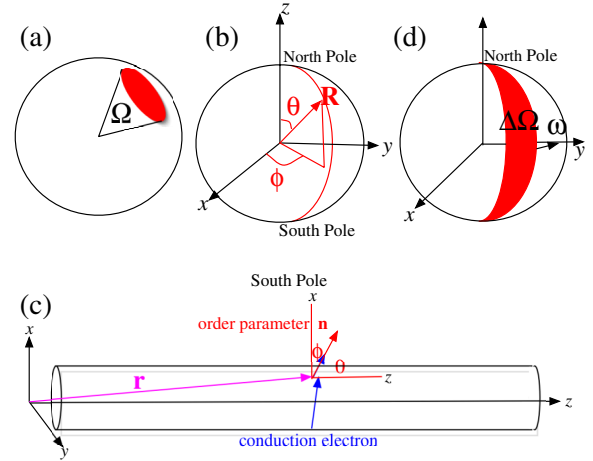 (a)
Ω
(b)
z
North Pole
θ
R
y
ϕ
x
South Pole
(d)
North Pole
ΔΩ
ω
y
x
(c)
South Pole
x
order parameter n
ϕ
θ
z
x
r
z
y
conduction electron